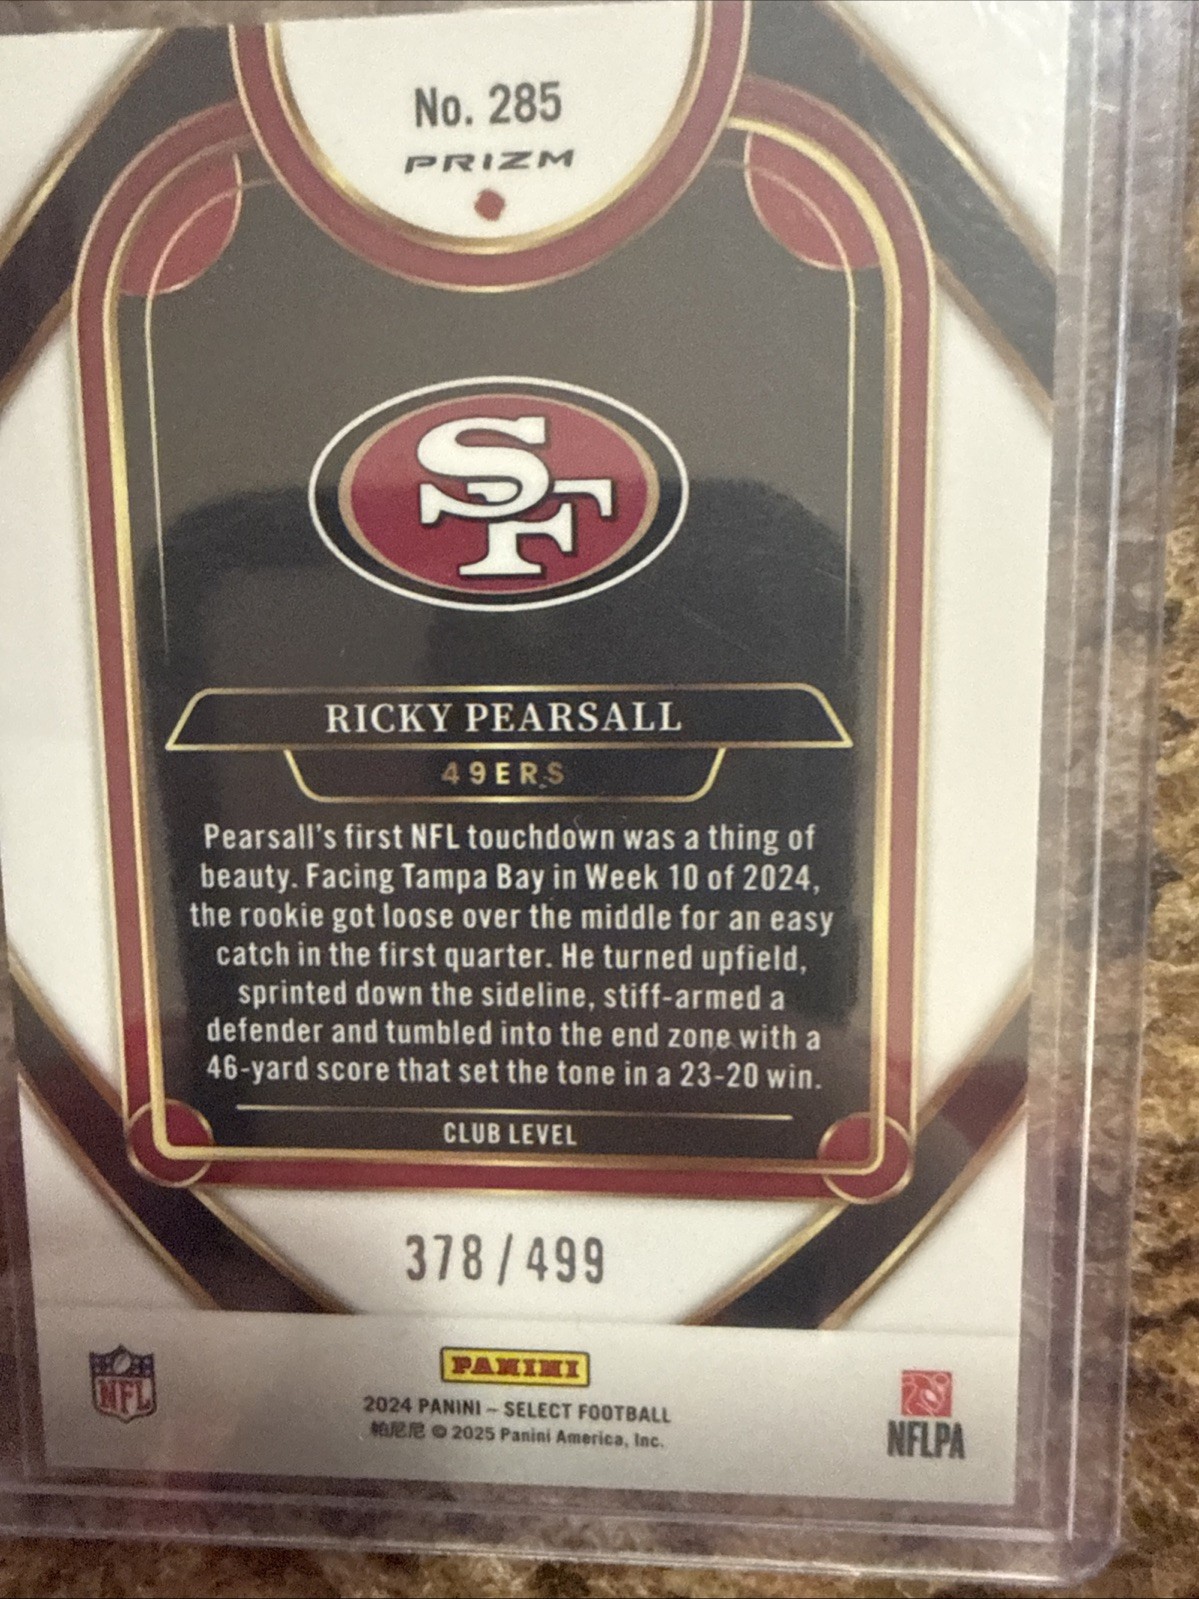 No. 285
PRIZM
SF
RICKY PEARSALL
49ERS
Pearsall's first NFL touchdown was a thing of
beauty. Facing Tampa Bay in Week 10 of 2024,
the rookie got loose over the middle for an easy
catch in the first quarter. He turned upfield,
sprinted down the sideline, stiff-armed a
defender and tumbled into the end zone with a
46-yard score that set the tone in a 23-20 win.
CLUB LEVEL
378/499
NFL
PANINI
2024 PANINI – SELECT FOOTBALL
帕尼尼 © 2025 Panini America, Inc.
NFLPA